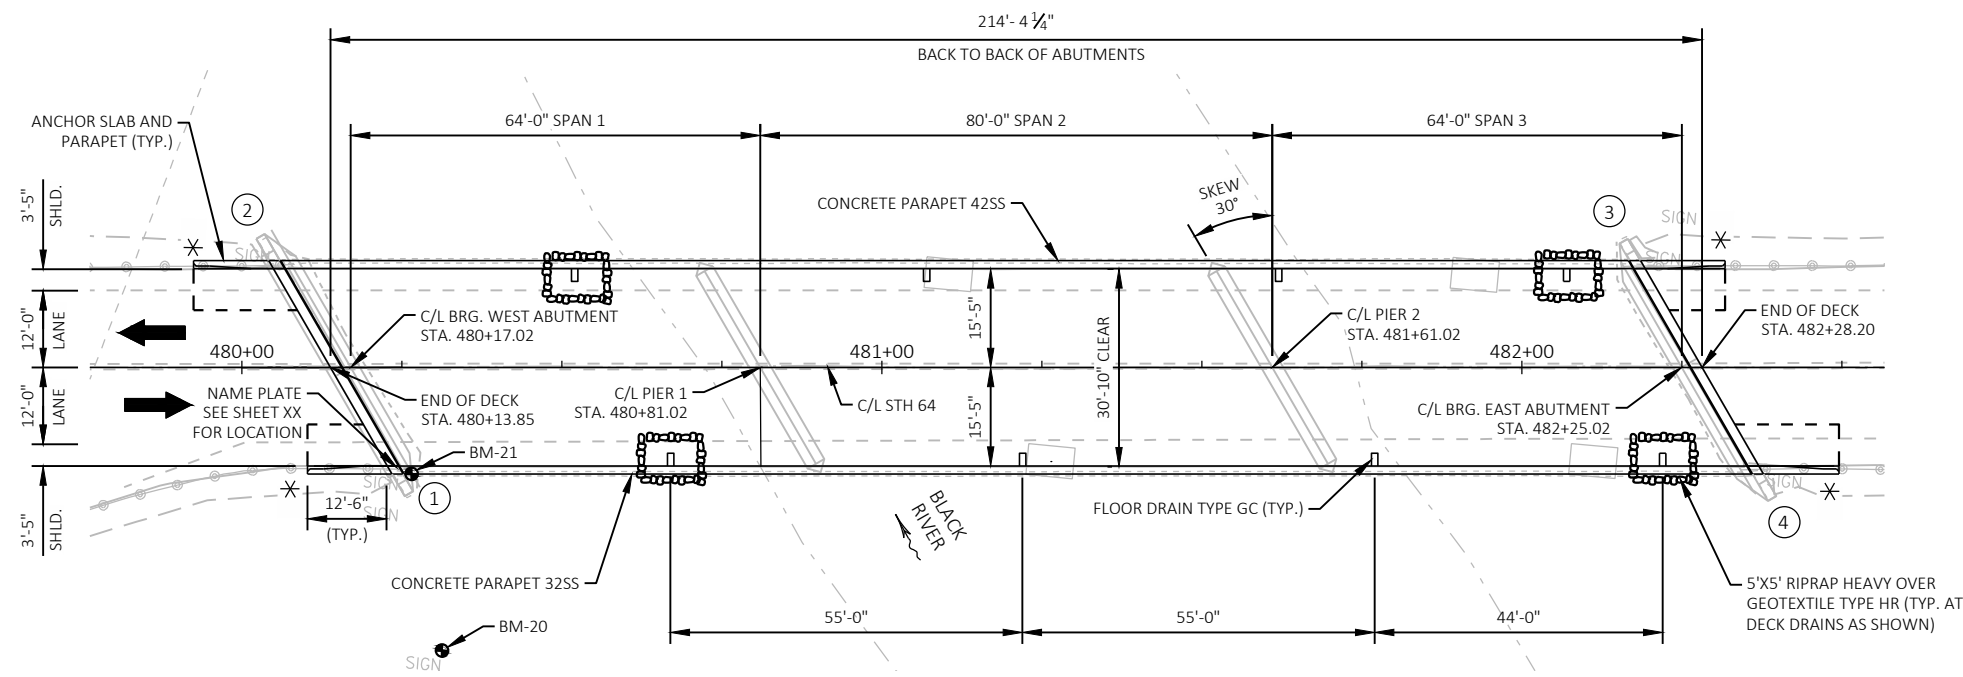 214'- 4 1/4"
BACK TO BACK OF ABUTMENTS
64'-0" SPAN 1
80'-0" SPAN 2
64'-0" SPAN 3
ANCHOR SLAB AND
PARAPET (TYP.)
3'-5"
SHLD.
2
CONCRETE PARAPET 42SS
SKEW
30°
3
SIGN
SIGN
SIGN
12'-0"
LANE
C/L BRG. WEST ABUTMENT
STA. 480+17.02
15'-5"
30'-10" CLEAR
C/L PIER 2
STA. 481+61.02
END OF DECK
STA. 482+28.20
480+00
481+00
482+00
12'-0"
LANE
NAME PLATE
SEE SHEET XX
FOR LOCATION
END OF DECK
STA. 480+13.85
C/L PIER 1
STA. 480+81.02
C/L STH 64
15'-5"
C/L BRG. EAST ABUTMENT
STA. 482+25.02
BM-21
SIGN
SIGN
SIGN
1
4
12'-6"
(TYP.)
3'-5"
SHLD.
BLACK
RIVER
FLOOR DRAIN TYPE GC (TYP.)
CONCRETE PARAPET 32SS
5'X5' RIPRAP HEAVY OVER
GEOTEXTILE TYPE HR (TYP. AT
DECK DRAINS AS SHOWN)
55'-0"
55'-0"
44'-0"
BM-20
SIGN